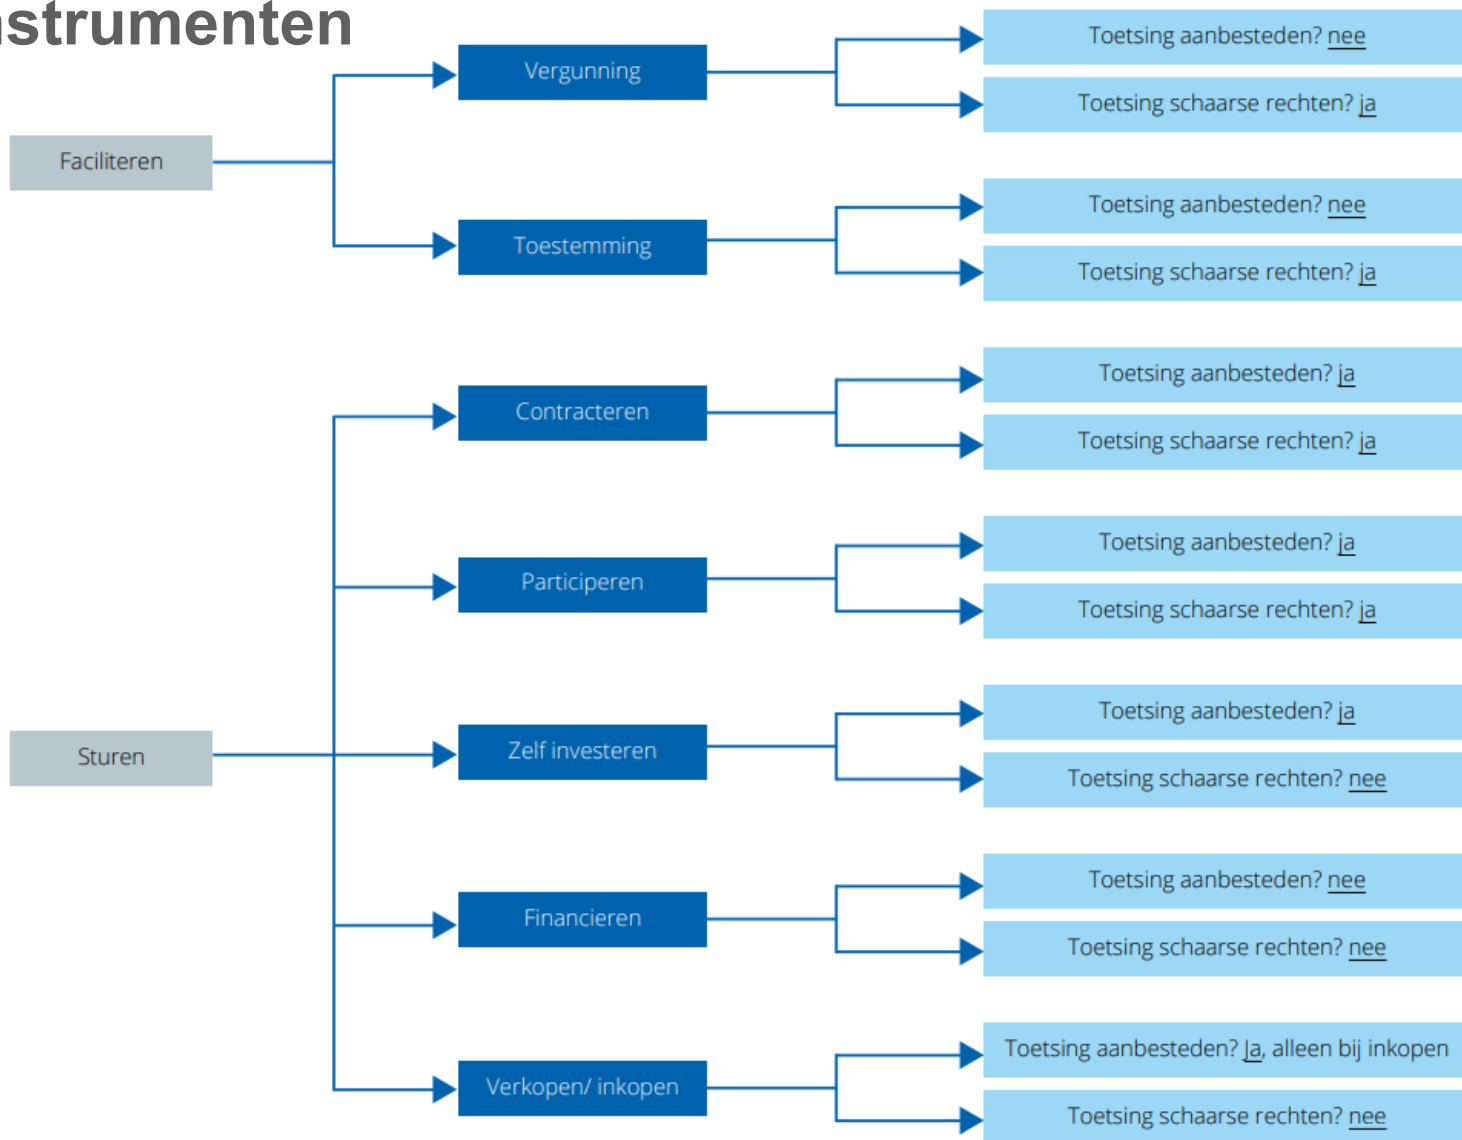 nstrumenten
Faciliteren
Vergunning
Toetsing aanbesteden? nee
Toetsing schaarse rechten? ja
Toestemming
Toetsing aanbesteden? nee
Toetsing schaarse rechten? ja
Sturen
Contracteren
Toetsing aanbesteden? ja
Toetsing schaarse rechten? ja
Participeren
Toetsing aanbesteden? ja
Toetsing schaarse rechten? ja
Zelf investeren
Toetsing aanbesteden? ja
Toetsing schaarse rechten? nee
Financieren
Toetsing aanbesteden? nee
Toetsing schaarse rechten? nee
Verkopen/ inkopen
Toetsing aanbesteden? Ja, alleen bij inkopen
Toetsing schaarse rechten? nee